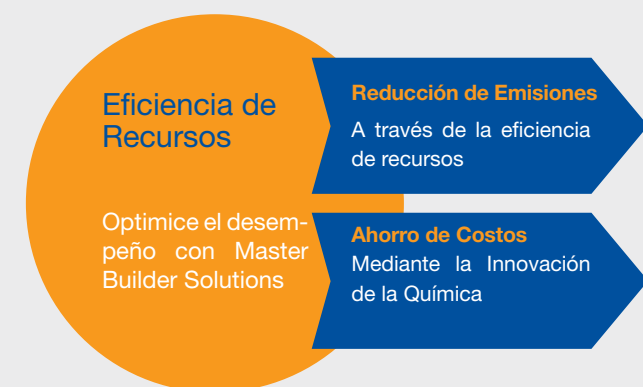 Eficiencia de
Recursos
Optimice el desem-
peño con Master
Builder Solutions
Reducción de Emisiones
A través de la eficiencia
de recursos
Ahorro de Costos
Mediante la Innovación
de la Química